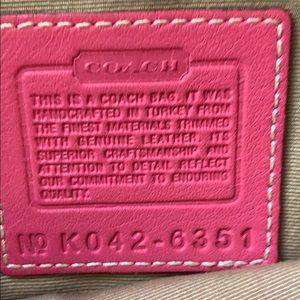 COACH
THIS IS A COACH BAG. IT WAS
HANDCRAFTED IN TURKEY FROM
THE FINEST MATERIALS TRIMMED
WITH GENUINE LEATHER. ITS
SUPERIOR CRAFTSMANSHIP AND
ATTENTION TO DETAIL REFLECT
OUR COMMITMENT TO ENDURING
QUALITY.
Nº K042-6351